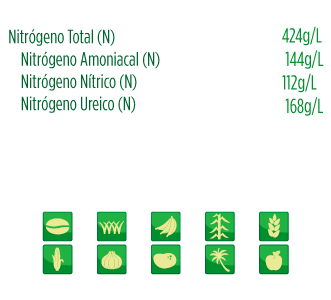 Nitrógeno Total (N) 424g/L
Nitrógeno Amoniacal (N) 144g/L
Nitrógeno Nítrico (N) 112g/L
Nitrógeno Ureico (N) 168g/L